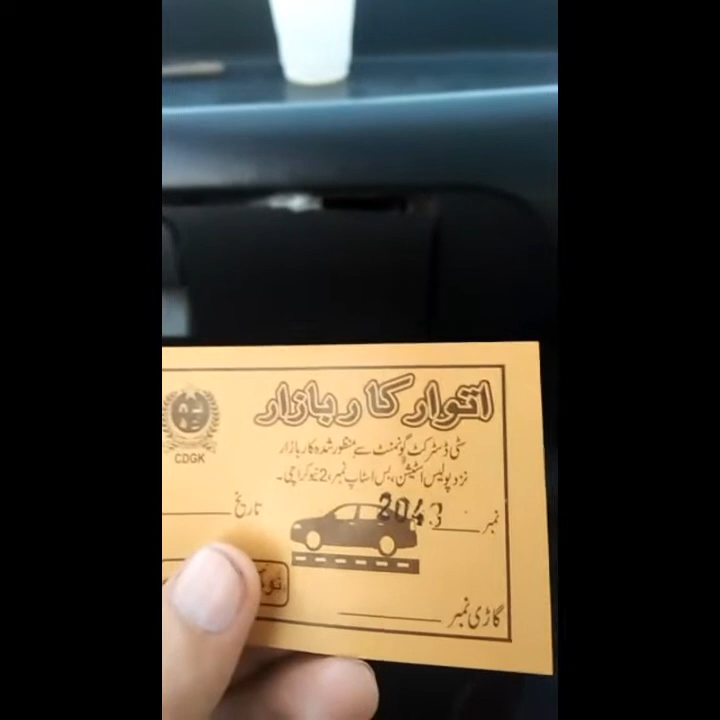 اتوار کار بازار
سٹی ڈسٹرکٹ گورنمنٹ سے منظور شدہ کار بازار
نزد پولیس اسٹیشن، بس اسٹاپ نمبر 2، نیو کراچی۔
CDGK
نمبر 2043
تاریخ
گاڑی نمبر